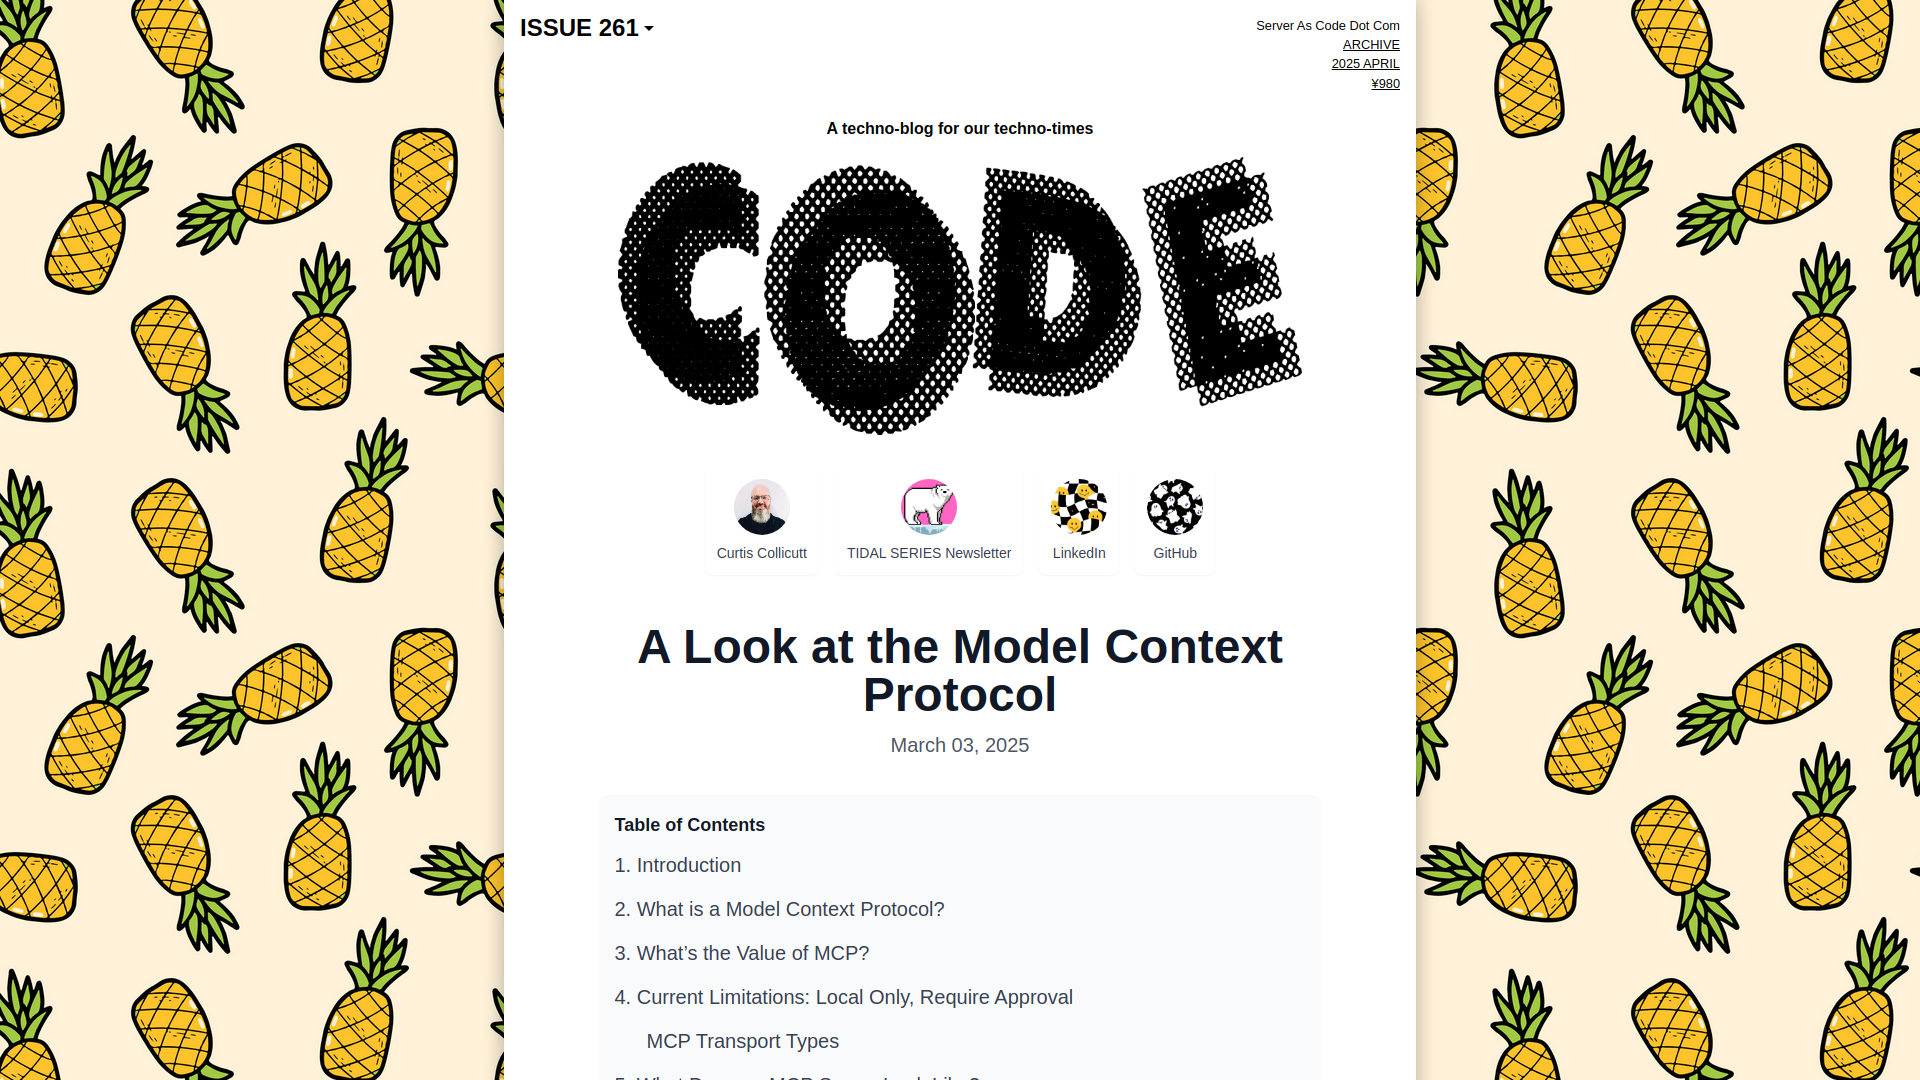 ISSUE 261
Server As Code Dot Com
ARCHIVE
2025 APRIL
¥980
A techno-blog for our techno-times
CODE
Curtis Collicutt
TIDAL SERIES Newsletter
LinkedIn
GitHub
A Look at the Model Context
Protocol
March 03, 2025
Table of Contents
1. Introduction
2. What is a Model Context Protocol?
3. What’s the Value of MCP?
4. Current Limitations: Local Only, Require Approval
MCP Transport Types